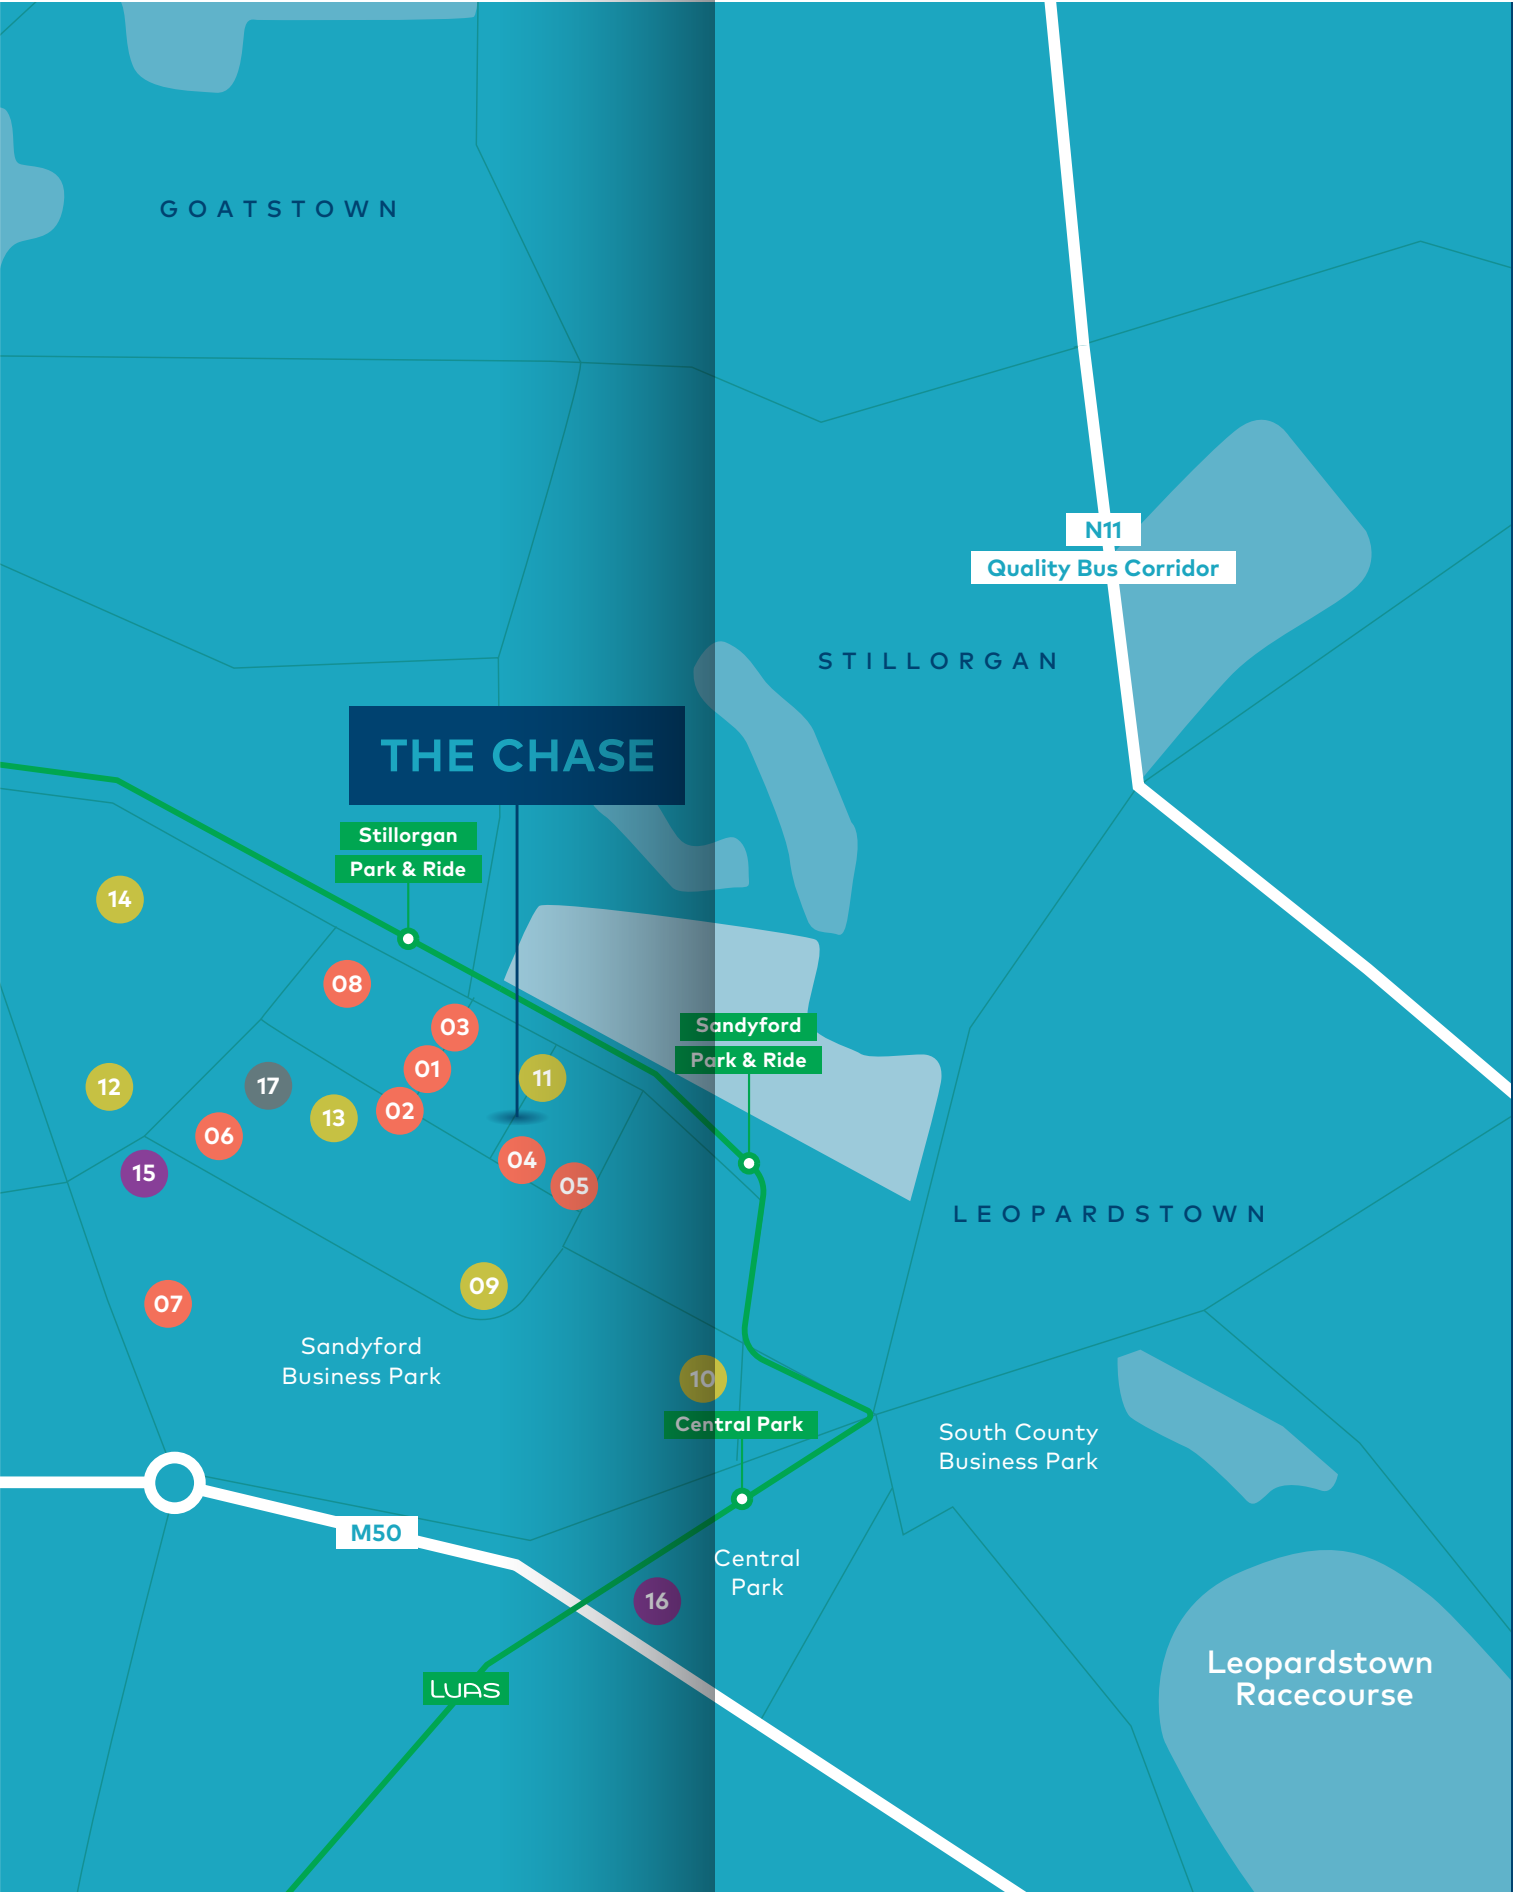 GOATSTOWN
N11
Quality Bus Corridor
STILLORGAN
THE CHASE
Stillorgan
Park & Ride
14
08
03
Sandyford
Park & Ride
01
11
12
17
13
02
06
04
15
05
LEOPARDSTOWN
09
07
Sandyford
Business Park
10
Central Park
South County
Business Park
M50
Central
Park
16
Leopardstown
Racecourse
LUAS